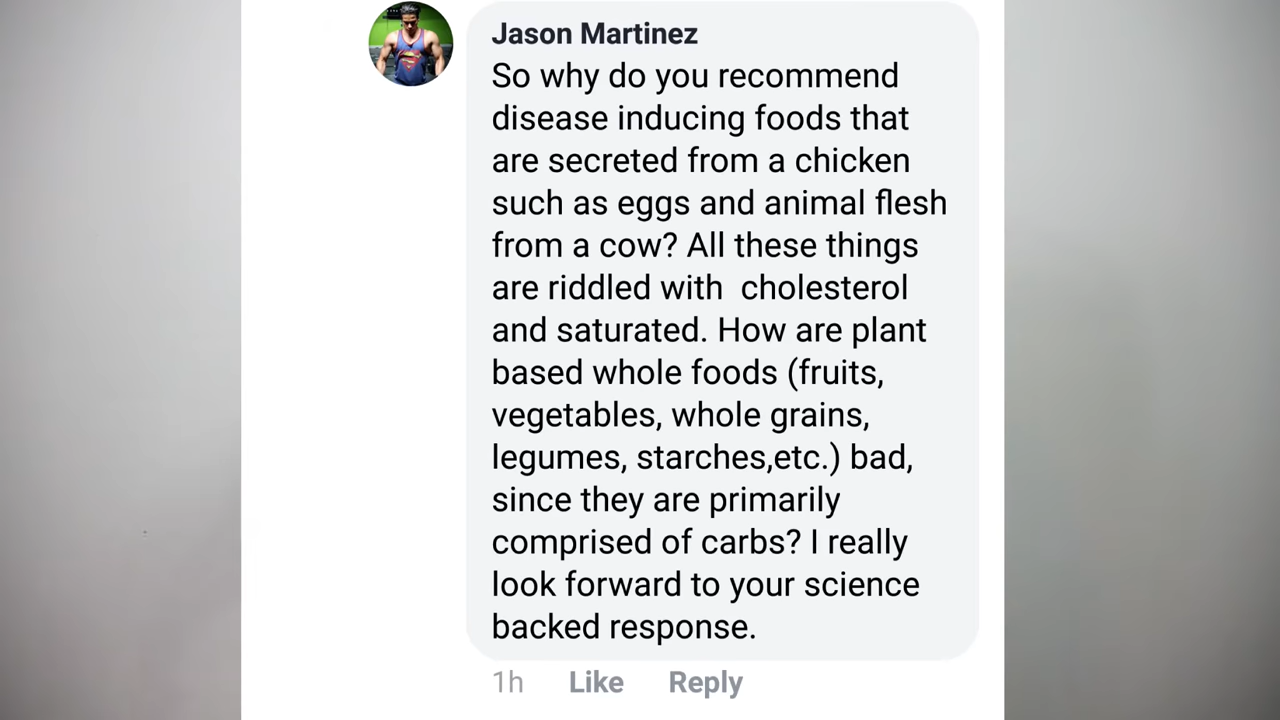 Jason Martinez
So why do you recommend
disease inducing foods that
are secreted from a chicken
such as eggs and animal flesh
from a cow? All these things
are riddled with  cholesterol
and saturated. How are plant
based whole foods (fruits,
vegetables, whole grains,
legumes, starches,etc.) bad,
since they are primarily
comprised of carbs? I really
look forward to your science
backed response.
1h Like Reply